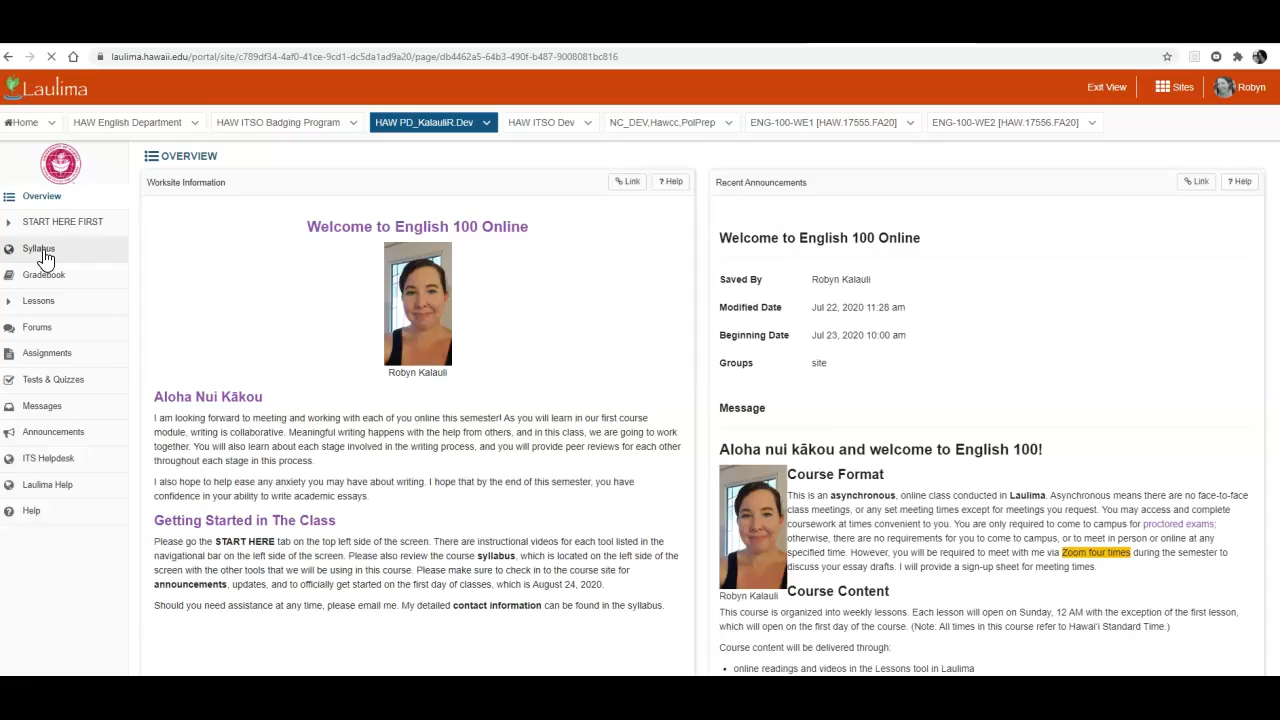 laulima.hawaii.edu/portal/site/c789df34-4af0-41ce-9cd1-dc5da1ad9a20/page/db4462a5-64b3-490f-b487-9008081bc816
Laulima
Exit View
Sites
Robyn
Home
HAW English Department
HAW ITSO Badging Program
HAW PD_KalauliR.Dev
HAW ITSO Dev
NC_DEV,Hawcc,PolPrep
ENG-100-WE1 [HAW.17555.FA20]
ENG-100-WE2 [HAW.17556.FA20]
Overview
START HERE FIRST
Syllabus
Gradebook
Lessons
Forums
Assignments
Tests & Quizzes
Messages
Announcements
ITS Helpdesk
Laulima Help
Help
OVERVIEW
Worksite Information
Link
? Help
Welcome to English 100 Online
Robyn Kalauli
Aloha Nui Kākou
I am looking forward to meeting and working with each of you online this semester! As you will learn in our first course
module, writing is collaborative. Meaningful writing happens with the help from others, and in this class, we are going to work
together. You will also learn about each stage involved in the writing process, and you will provide peer reviews for each other
throughout each stage in this process.
I also hope to help ease any anxiety you may have about writing. I hope that by the end of this semester, you have
confidence in your ability to write academic essays.
Getting Started in The Class
Please go the START HERE tab on the top left side of the screen. There are instructional videos for each tool listed in the
navigational bar on the left side of the screen. Please also review the course syllabus, which is located on the left side of the
screen with the other tools that we will be using in this course. Please make sure to check in to the course site for
announcements, updates, and to officially get started on the first day of classes, which is August 24, 2020.
Should you need assistance at any time, please email me. My detailed contact information can be found in the syllabus.
Recent Announcements
Link
? Help
Welcome to English 100 Online
Saved By Robyn Kalauli
Modified Date Jul 22, 2020 11:28 am
Beginning Date Jul 23, 2020 10:00 am
Groups site
Message
Aloha nui kākou and welcome to English 100!
Course Format
This is an asynchronous, online class conducted in Laulima. Asynchronous means there are no face-to-face
class meetings, or any set meeting times except for meetings you request. You may access and complete
coursework at times convenient to you. You are only required to come to campus for proctored exams;
otherwise, there are no requirements for you to come to campus, or to meet in person or online at any
specified time. However, you will be required to meet with me via Zoom four times during the semester to
discuss your essay drafts. I will provide a sign-up sheet for meeting times.
Robyn Kalauli
Course Content
This course is organized into weekly lessons. Each lesson will open on Sunday, 12 AM with the exception of the first lesson,
which will open on the first day of the course. (Note: All times in this course refer to Hawaiʻi Standard Time.)
Course content will be delivered through:
• online readings and videos in the Lessons tool in Laulima